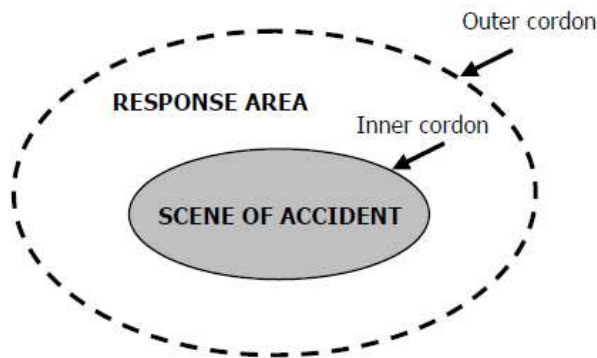 Outer cordon
RESPONSE AREA
Inner cordon
SCENE OF ACCIDENT